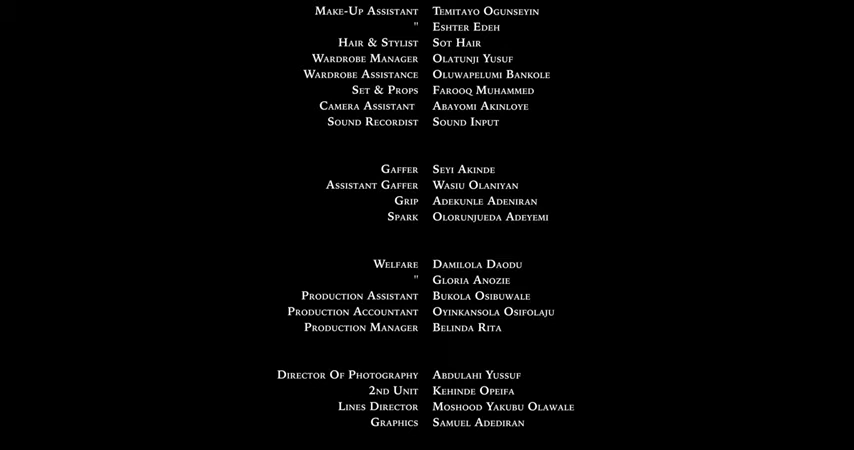 Make-Up Assistant Temitayo Ogunseyin
" Eshter Edeh
Hair & Stylist Sot Hair
Wardrobe Manager Olatunji Yusuf
Wardrobe Assistance Oluwapelumi Bankole
Set & Props Farooq Muhammed
Camera Assistant Abayomi Akinloye
Sound Recordist Sound Input
Gaffer Seyi Akinde
Assistant Gaffer Wasiu Olaniyan
Grip Adekunle Adeniran
Spark Olorunjueda Adeyemi
Welfare Damilola Daodu
" Gloria Anozie
Production Assistant Bukola Osibuwale
Production Accountant Oyinkansola Osifolaju
Production Manager Belinda Rita
Director Of Photography Abdulahi Yussuf
2nd Unit Kehinde Opeifa
Lines Director Moshood Yakubu Olawale
Graphics Samuel Adediran